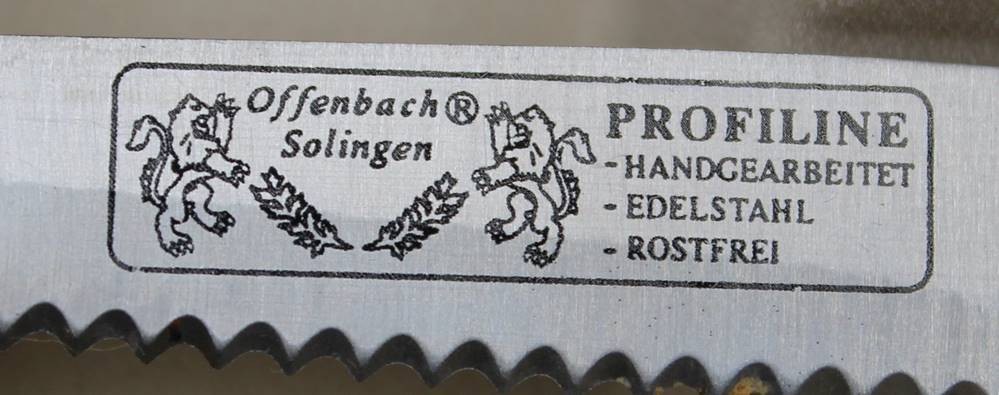 Offenbach®
Solingen
PROFILINE
- HANDGEARBEITET
- EDELSTAHL
- ROSTFREI